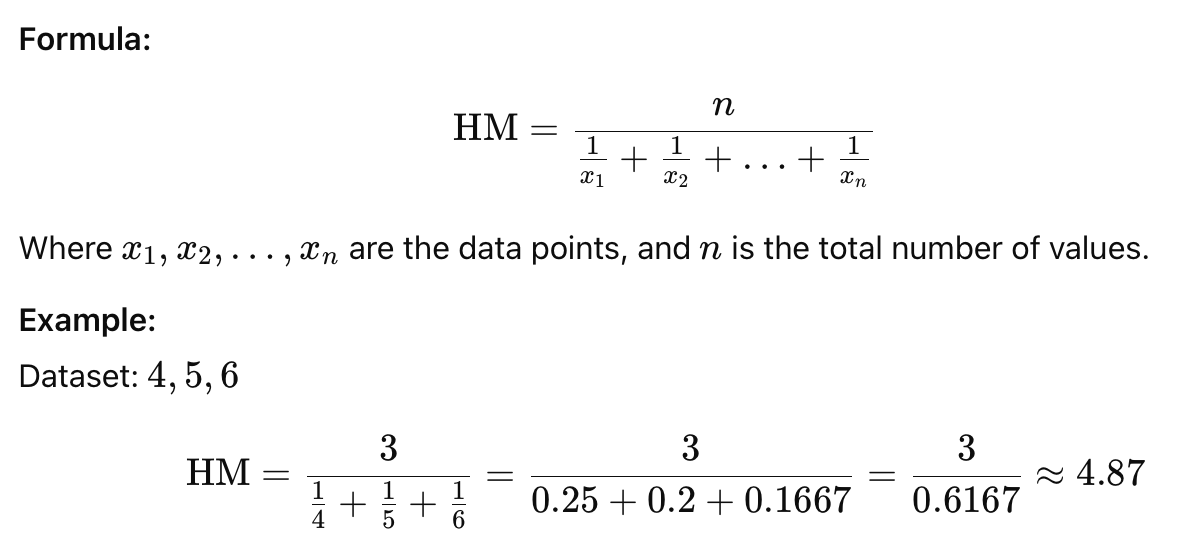 Formula:
HM = \frac{n}{\frac{1}{x_1} + \frac{1}{x_2} + \ldots + \frac{1}{x_n}}
Where x_1, x_2, \ldots, x_n are the data points, and n is the total number of values.
Example:
Dataset: 4, 5, 6
HM = \frac{3}{\frac{1}{4} + \frac{1}{5} + \frac{1}{6}} = \frac{3}{0.25 + 0.2 + 0.1667} = \frac{3}{0.6167} ≈ 4.87